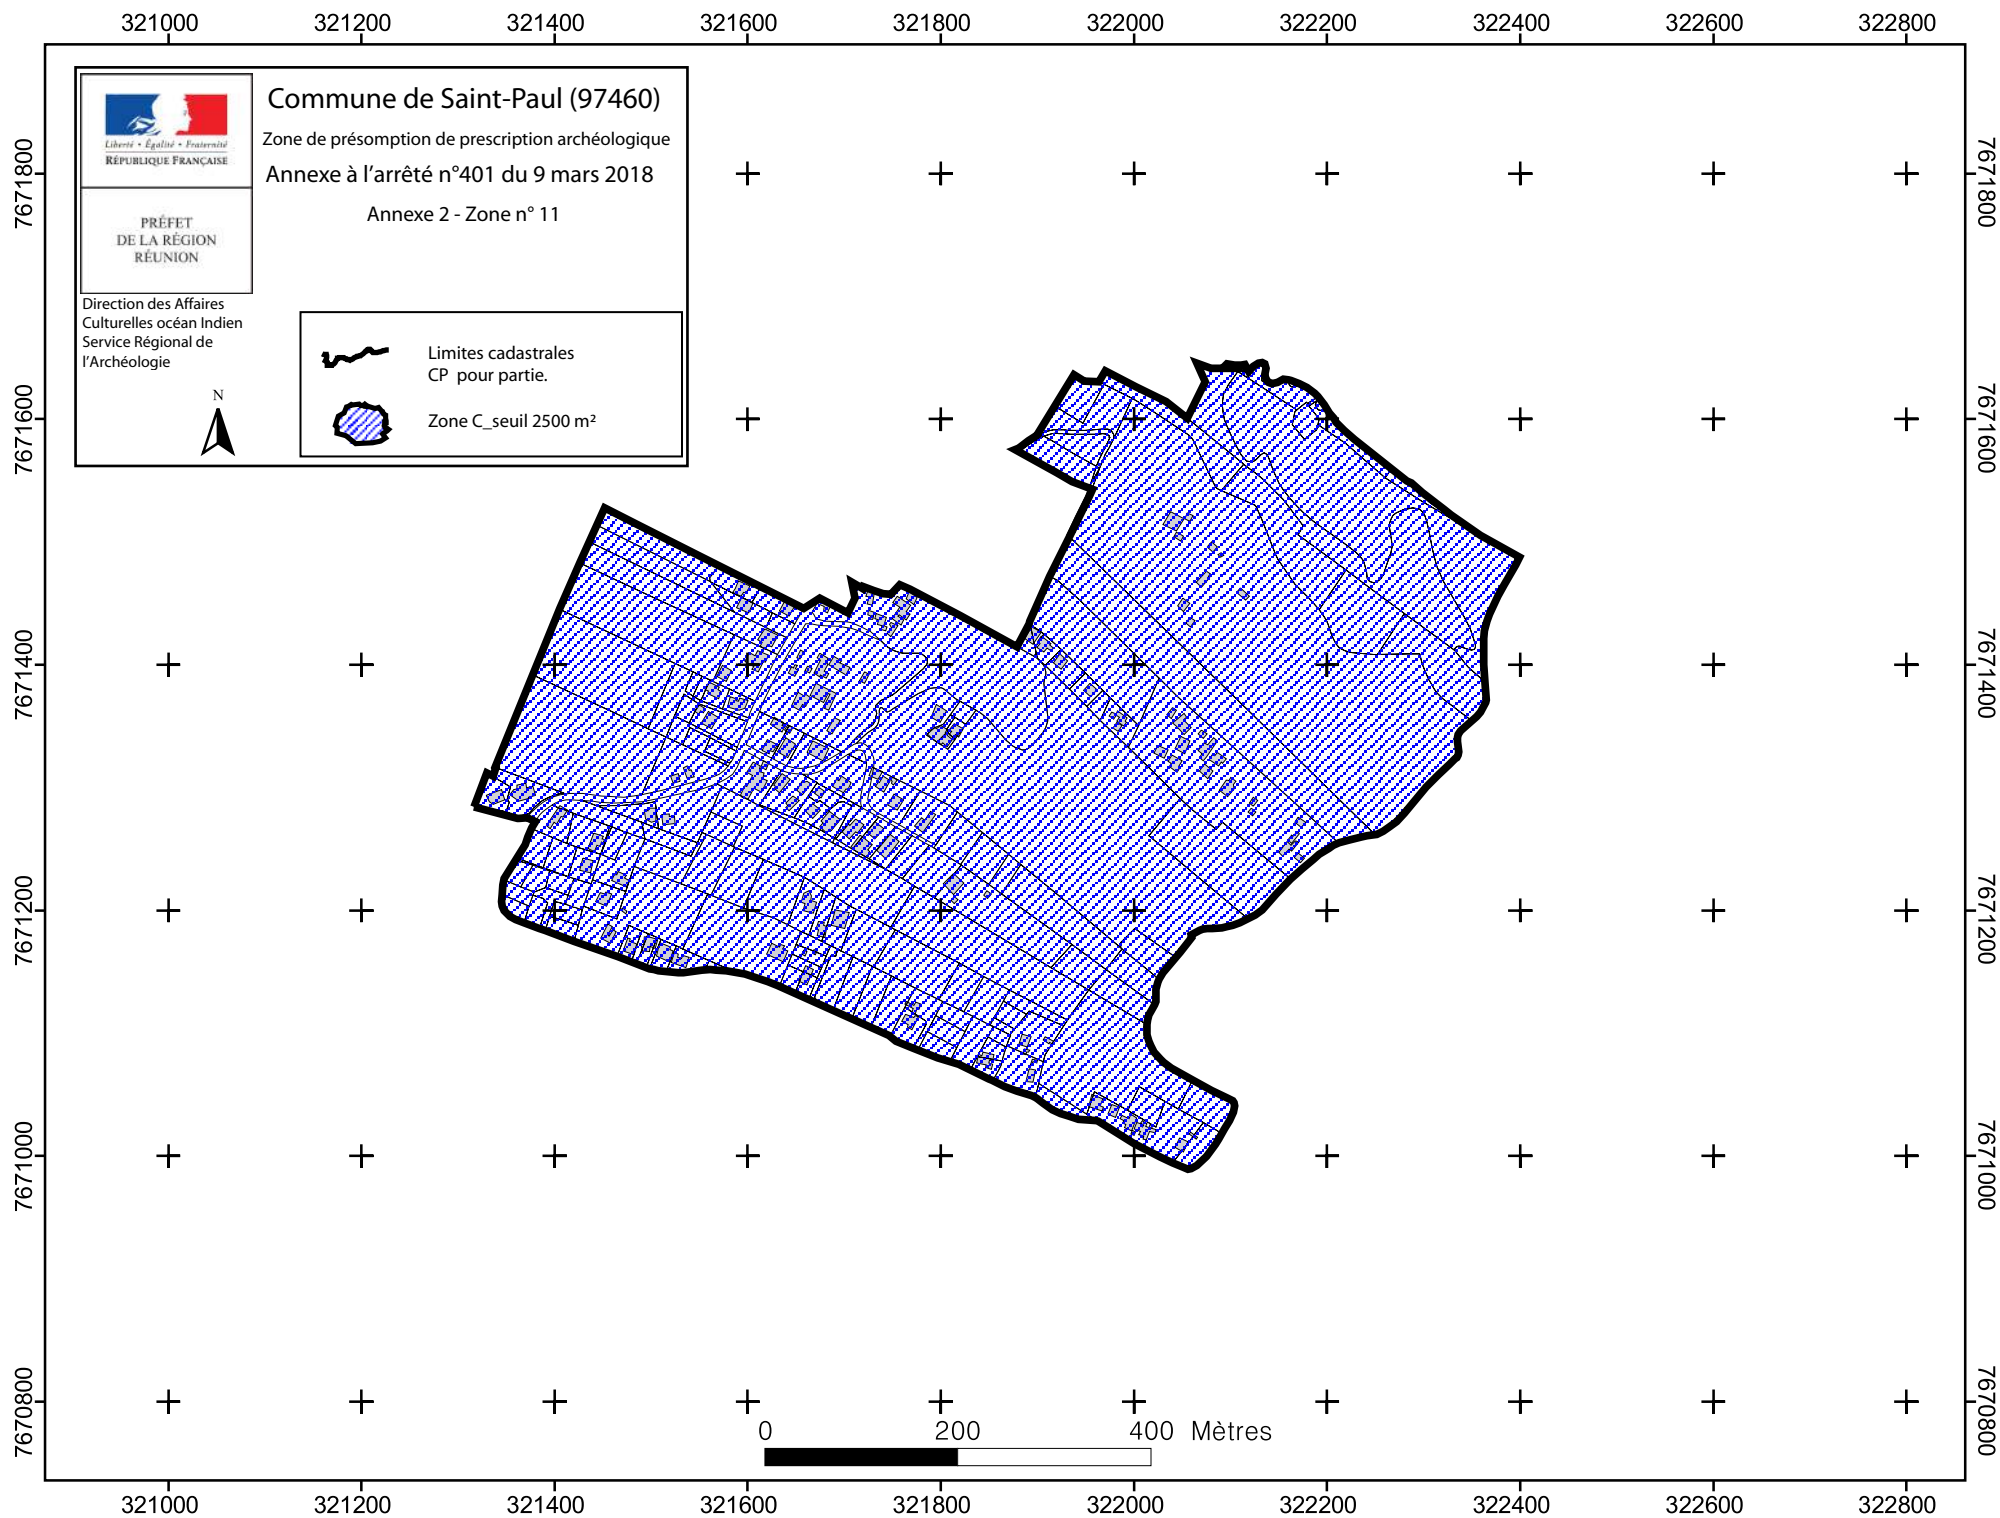 321000 321200 321400 321600 321800 322000 322200 322400 322600 322800
Liberté • Égalité • Fraternité
RÉPUBLIQUE FRANÇAISE
PRÉFET
DE LA RÉGION
RÉUNION
Direction des Affaires
Culturelles océan Indien
Service Régional de
l'Archéologie
Commune de Saint-Paul (97460)
Zone de présomption de prescription archéologique
Annexe à l'arrêté n°401 du 9 mars 2018
Annexe 2 - Zone n° 11
N
Limites cadastrales
CP pour partie.
Zone C_seuil 2500 m²
7671800
7671600
7671400
7671200
7671000
7670800
7671800
7671600
7671400
7671200
7671000
7670800
0 200 400 Mètres
321000 321200 321400 321600 321800 322000 322200 322400 322600 322800